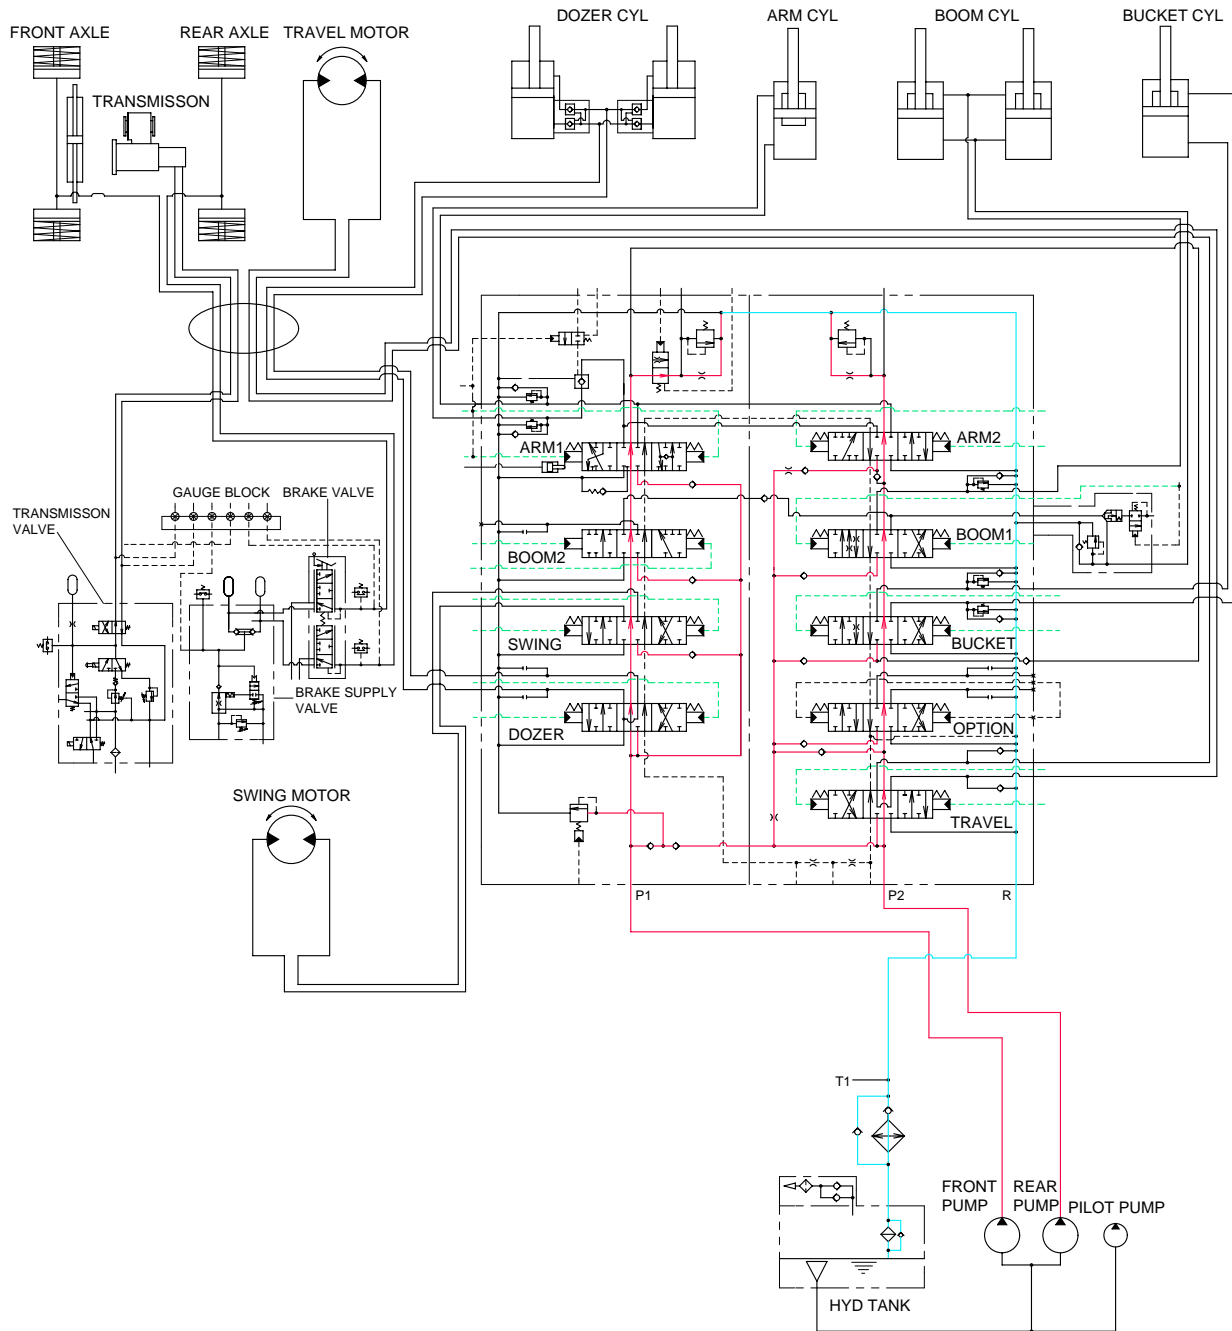 DOZER CYL
ARM CYL
BOOM CYL
BUCKET CYL
FRONT AXLE
REAR AXLE
TRAVEL MOTOR
TRANSMISSON
ARM1
ARM2
GAUGE BLOCK
BRAKE VALVE
TRANSMISSON
VALVE
BOOM2
BOOM1
SWING
BUCKET
BRAKE SUPPLY
VALVE
DOZER
OPTION
SWING MOTOR
TRAVEL
P1
P2
R
T1
FRONT
PUMP
REAR
PUMP
PILOT PUMP
HYD TANK